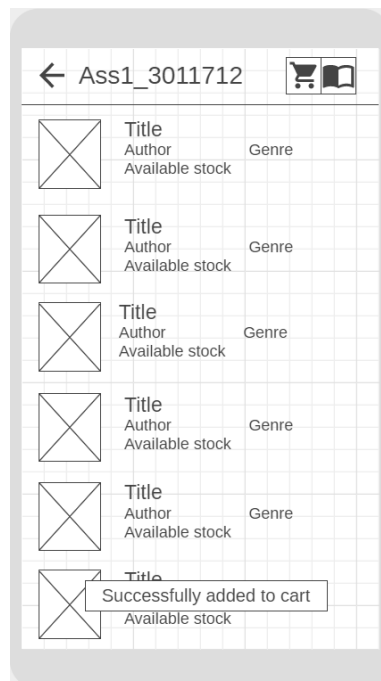 Ass1_3011712
Title
Author Genre
Available stock
Title
Author Genre
Available stock
Title
Author Genre
Available stock
Title
Author Genre
Available stock
Title
Author Genre
Available stock
Title
Successfully added to cart
Available stock